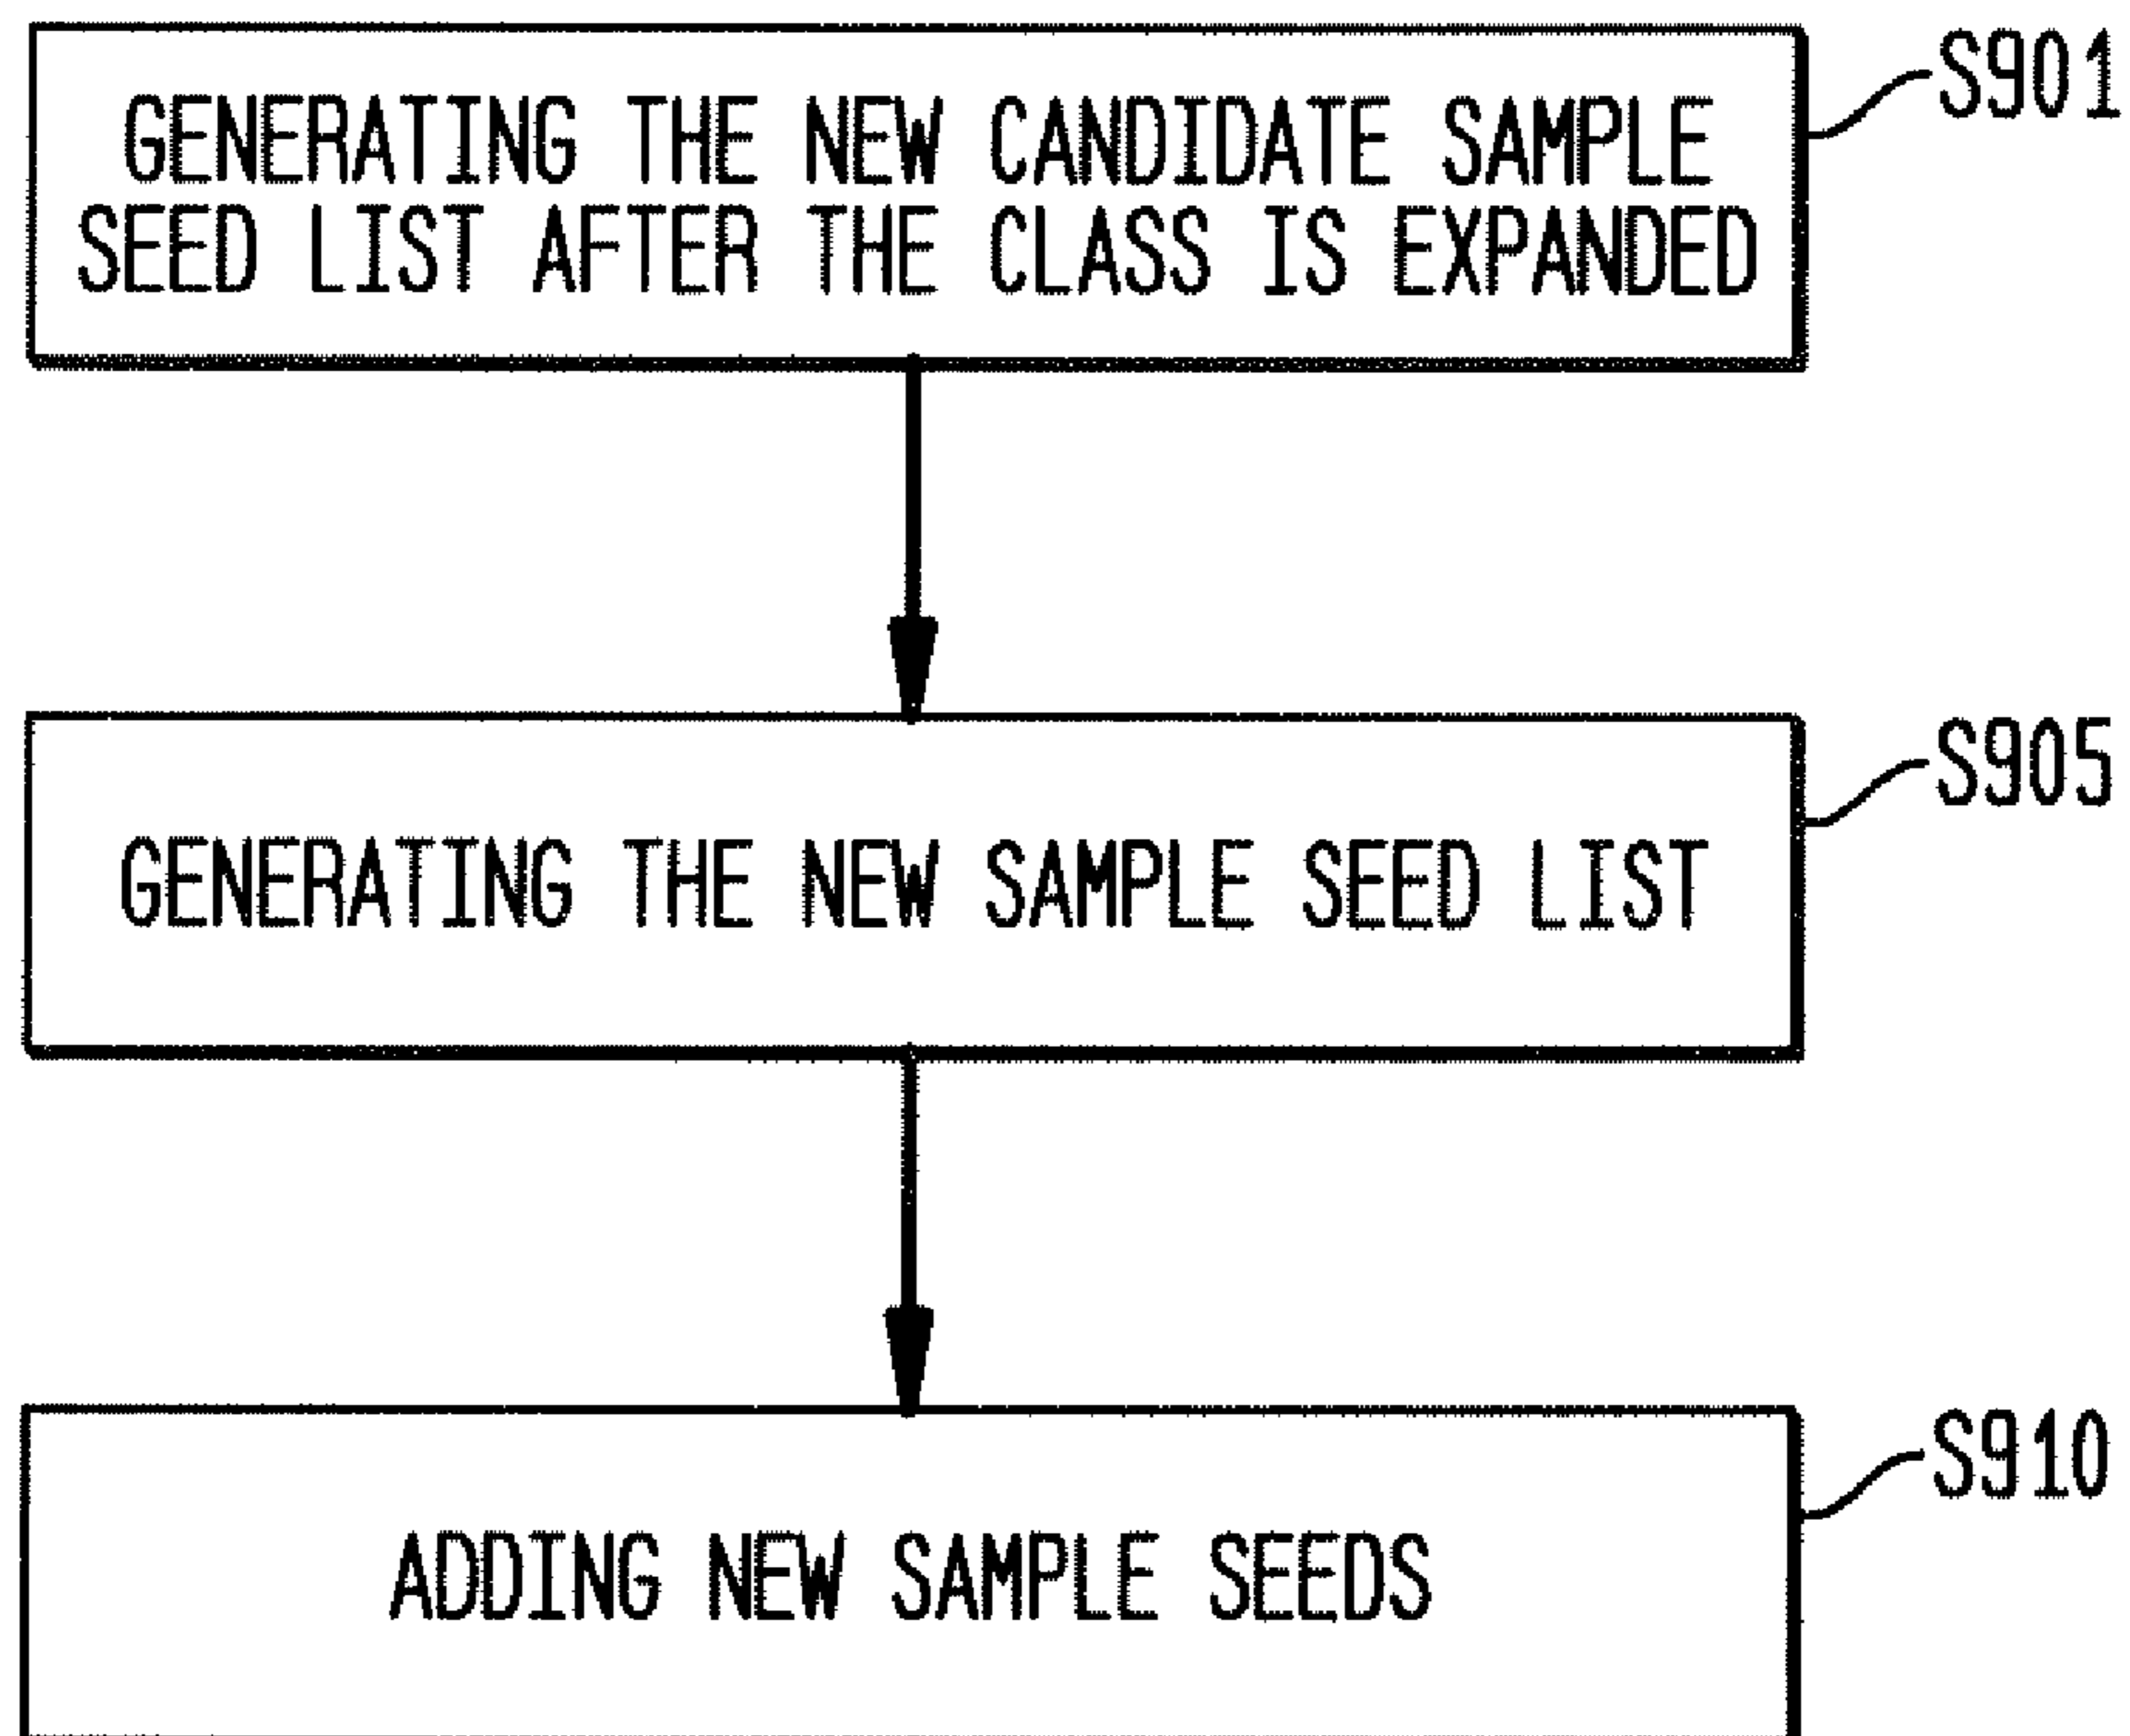 GENERATING THE NEW CANDIDATE SAMPLE
SEED LIST AFTER THE CLASS IS EXPANDED
S901
GENERATING THE NEW SAMPLE SEED LIST
S905
ADDING NEW SAMPLE SEEDS
S910